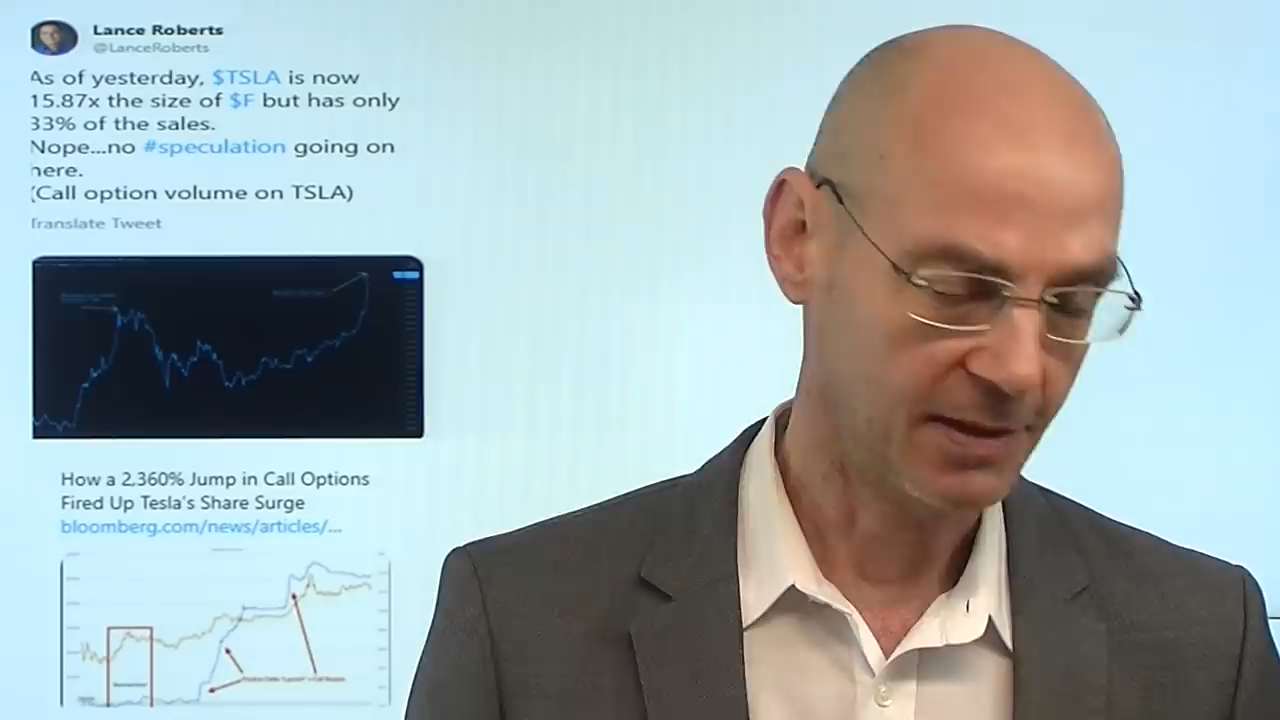 Lance Roberts
@LanceRoberts
As of yesterday, $TSLA is now
15.87x the size of $F but has only
33% of the sales.
Nope...no #speculation going on
here.
(Call option volume on TSLA)
Translate Tweet
How a 2,360% Jump in Call Options
Fired Up Tesla's Share Surge
bloomberg.com/news/articles/...